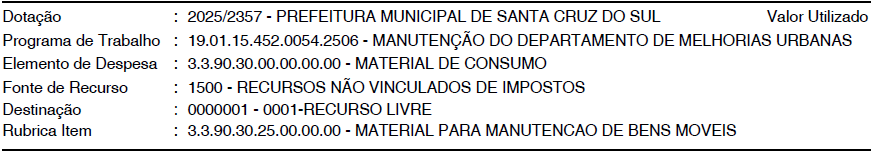 Dotação : 2025/2357 - PREFEITURA MUNICIPAL DE SANTA CRUZ DO SUL Valor Utilizado
Programa de Trabalho : 19.01.15.452.0054.2506 - MANUTENÇÃO DO DEPARTAMENTO DE MELHORIAS URBANAS
Elemento de Despesa : 3.3.90.30.00.00.00.00 - MATERIAL DE CONSUMO
Fonte de Recurso : 1500 - RECURSOS NÃO VINCULADOS DE IMPOSTOS
Destinação : 0000001 - 0001-RECURSO LIVRE
Rubrica Item : 3.3.90.30.25.00.00.00 - MATERIAL PARA MANUTENCAO DE BENS MOVEIS